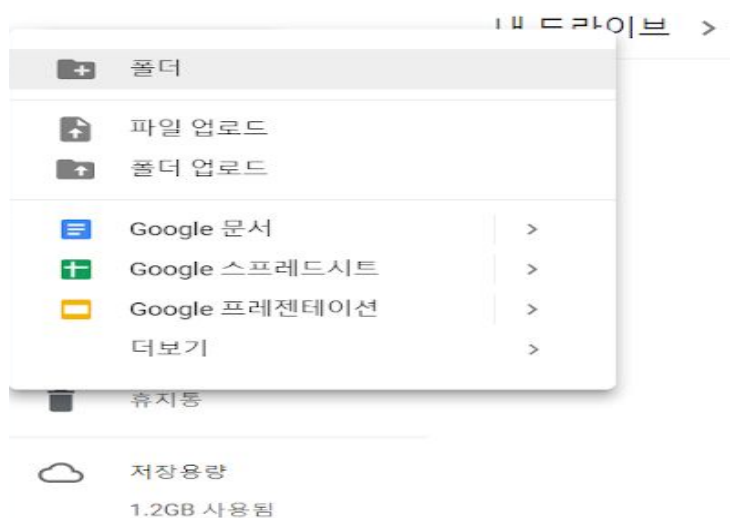 내 드라이브 >
폴더
파일 업로드
폴더 업로드
Google 문서 >
Google 스프레드시트 >
Google 프레젠테이션 >
더보기 >
휴지통
저장용량
1.2GB 사용됨